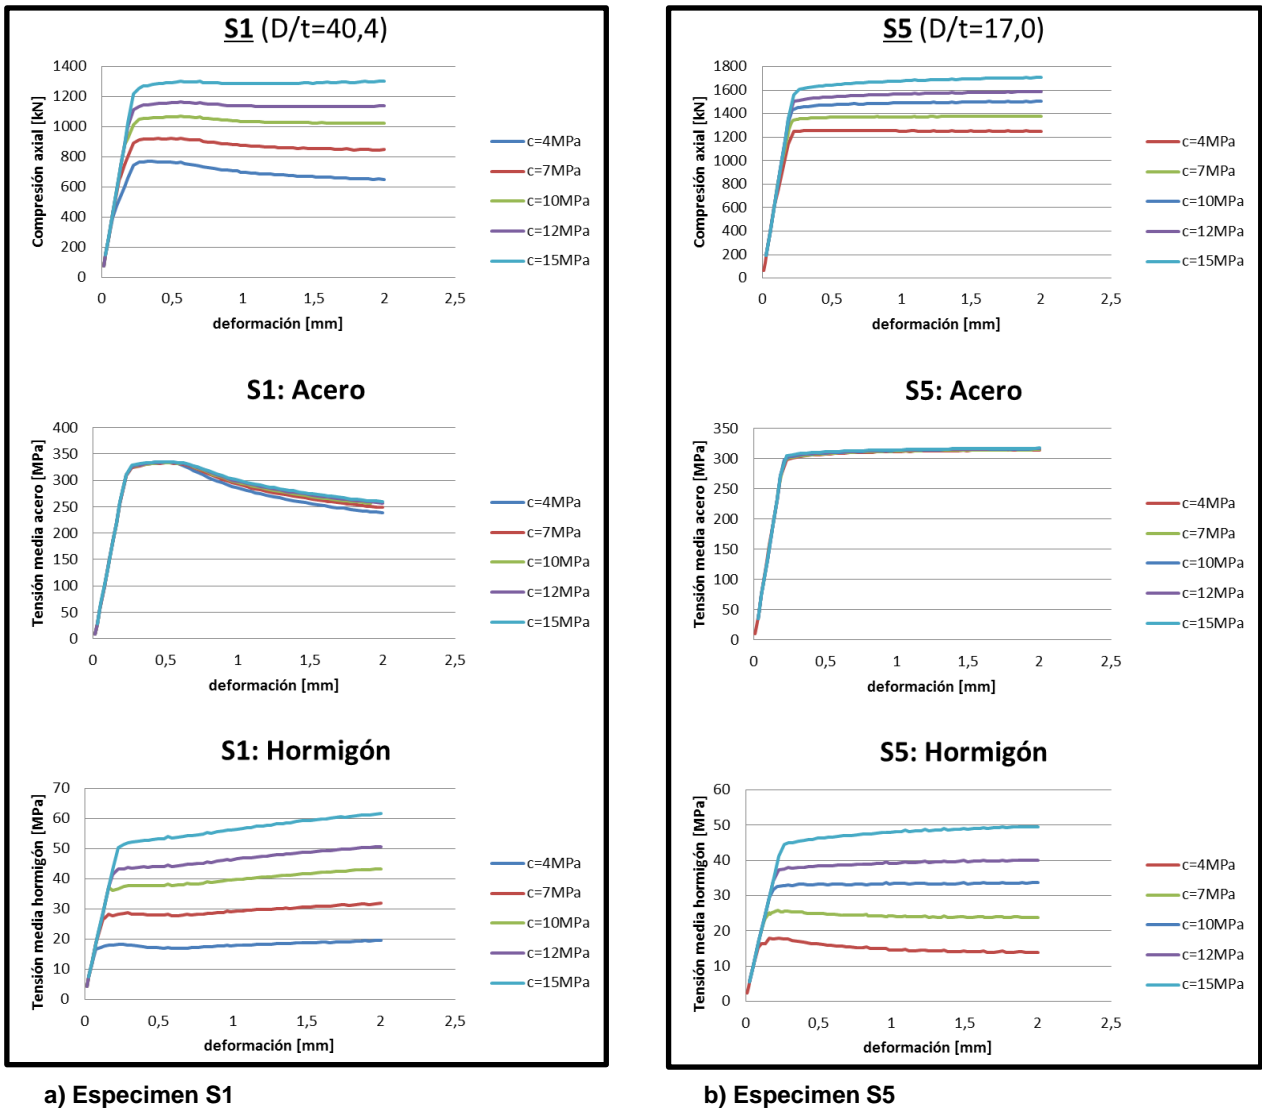 S1 (D/t=40,4)
Compresión axial [kN]
1400
1200
1000
800
600
400
200
0
0 0,5 1 1,5 2 2,5
deformación [mm]
c=4MPa
c=7MPa
c=10MPa
c=12MPa
c=15MPa
S1: Acero
Tensión media acero [MPa]
400
350
300
250
200
150
100
50
0
0 0,5 1 1,5 2 2,5
deformación [mm]
c=4MPa
c=7MPa
c=10MPa
c=12MPa
c=15MPa
S1: Hormigón
Tensión media hormigón [MPa]
70
60
50
40
30
20
10
0
0 0,5 1 1,5 2 2,5
deformación [mm]
c=4MPa
c=7MPa
c=10MPa
c=12MPa
c=15MPa
a) Especimen S1
S5 (D/t=17,0)
Compresión axial [kN]
1800
1600
1400
1200
1000
800
600
400
200
0
0 0,5 1 1,5 2 2,5
deformación [mm]
c=4MPa
c=7MPa
c=10MPa
c=12MPa
c=15MPa
S5: Acero
Tensión media acero [MPa]
350
300
250
200
150
100
50
0
0 0,5 1 1,5 2 2,5
deformación [mm]
c=4MPa
c=7MPa
c=10MPa
c=12MPa
c=15MPa
S5: Hormigón
Tensión media hormigón [MPa]
60
50
40
30
20
10
0
0 0,5 1 1,5 2 2,5
deformación [mm]
c=4MPa
c=7MPa
c=10MPa
c=12MPa
c=15MPa
b) Especimen S5